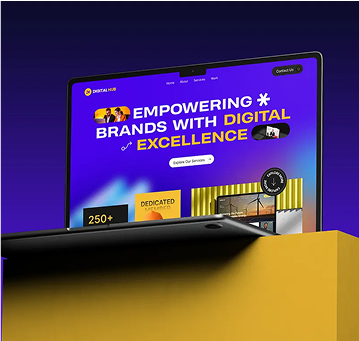 DIGITAL HUB
Home About Services Work
Contact Us
EMPOWERING
BRANDS WITH DIGITAL
EXCELLENCE
Explore Our Services
250+
DEDICATED